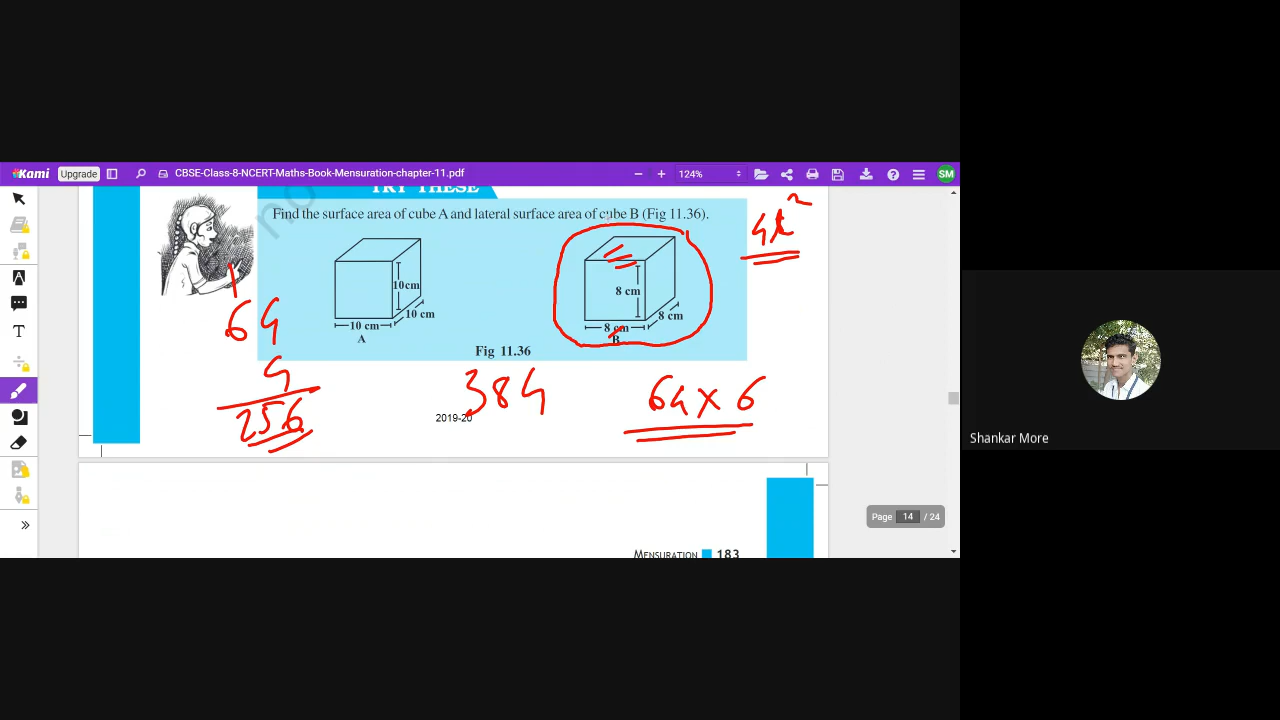 Kami
Upgrade
CBSE-Class-8-NCERT-Maths-Book-Mensuration-chapter-11.pdf
124%
SM
TRY THESE
no
Find the surface area of cube A and lateral surface area of cube B (Fig 11.36).
4l²
10cm
10 cm
10 cm
A
8 cm
8 cm
8 cm
B
Fig 11.36
1
64
4
256
384
64 × 6
2019-20
Page 14 / 24
MENSURATION 183
Shankar More
A
T